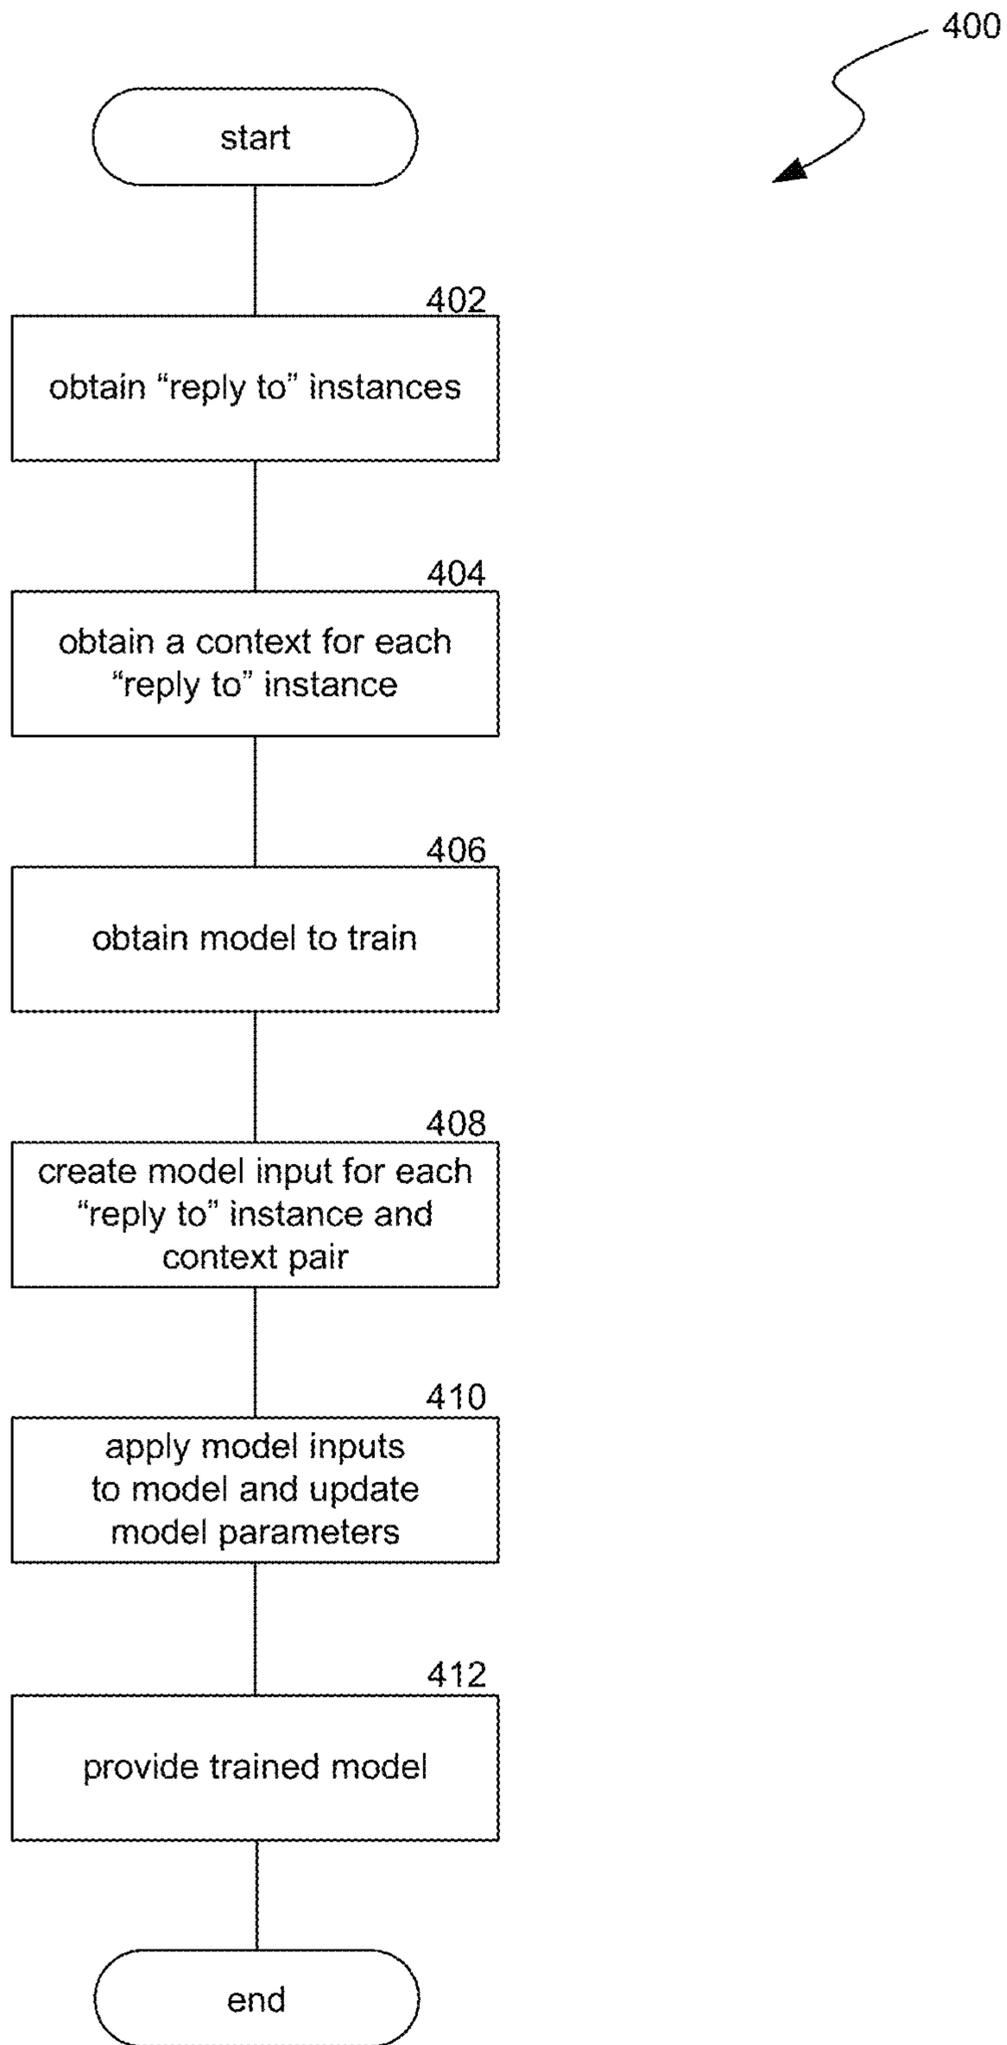 400
start
402
obtain “reply to” instances
404
obtain a context for each
“reply to” instance
406
obtain model to train
408
create model input for each
“reply to” instance and
context pair
410
apply model inputs
to model and update
model parameters
412
provide trained model
end